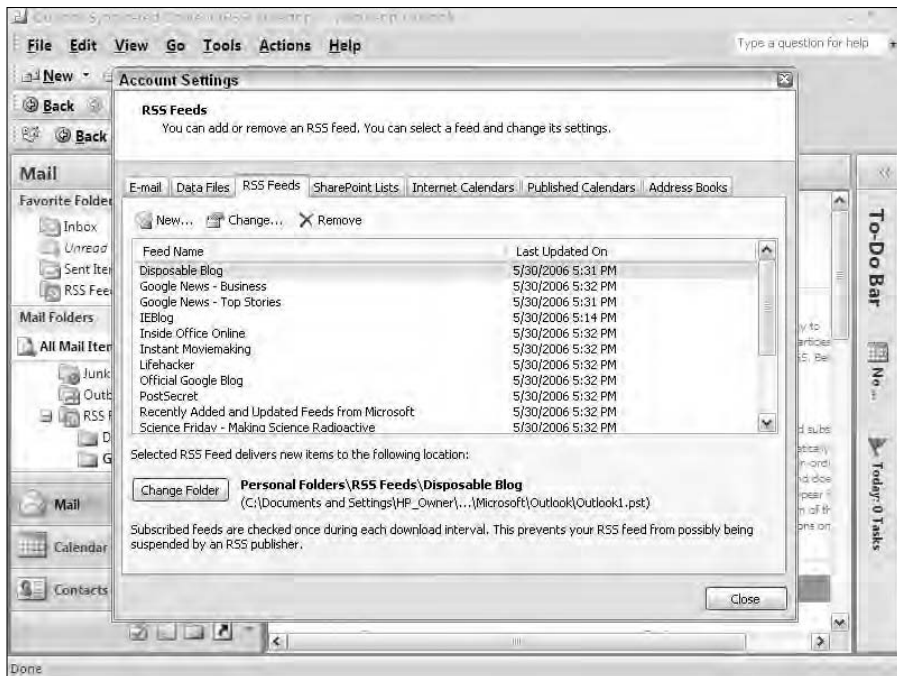 File Edit View Go Tools Actions Help
Type a question for help
New
Back
Back
Account Settings
RSS Feeds
You can add or remove an RSS feed. You can select a feed and change its settings.
E-mail Data Files RSS Feeds SharePoint Lists Internet Calendars Published Calendars Address Books
New... Change... Remove
Feed Name Last Updated On
Disposable Blog 5/30/2006 5:31 PM
Google News - Business 5/30/2006 5:32 PM
Google News - Top Stories 5/30/2006 5:31 PM
IEBlog 5/30/2006 5:14 PM
Inside Office Online 5/30/2006 5:32 PM
Instant Moviemaking 5/30/2006 5:32 PM
Lifehacker 5/30/2006 5:32 PM
Official Google Blog 5/30/2006 5:32 PM
PostSecret 5/30/2006 5:32 PM
Recently Added and Updated Feeds from Microsoft 5/30/2006 5:32 PM
Science Friday - Making Science Radioactive 5/30/2006 5:32 PM
Selected RSS Feed delivers new items to the following location:
Change Folder Personal Folders\RSS Feeds\Disposable Blog
(C:\Documents and Settings\HP_Owner\...\Microsoft\Outlook\Outlook1.pst)
Subscribed feeds are checked once during each download interval. This prevents your RSS feed from possibly being
suspended by an RSS publisher.
Close
Mail
Favorite Folder
Inbox
Unread
Sent Iter
RSS Fee
Mail Folders
All Mail Iter
Junk
Outb
RSS F
D
G
Mail
Calendar
Contacts
To-Do Bar
No ...
Today: 0 Tasks
Done